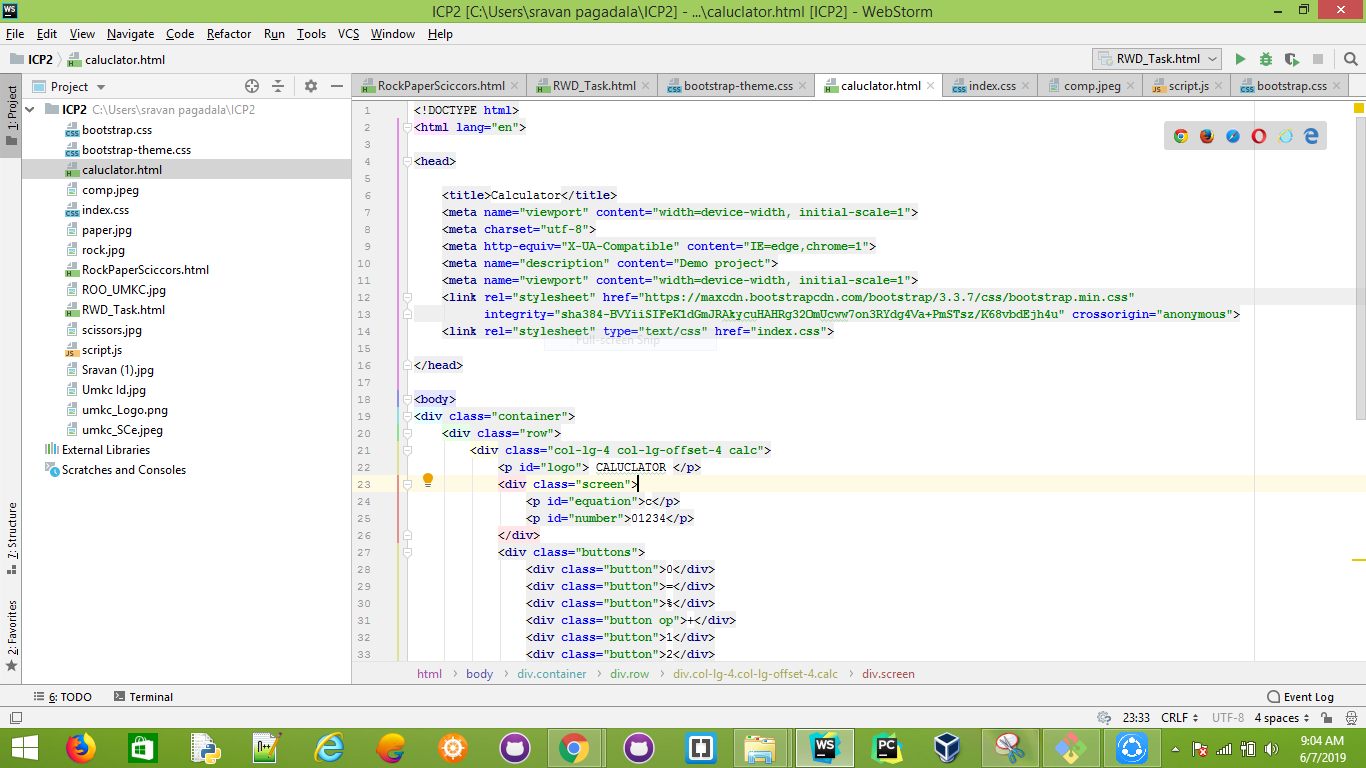 ICP2 [C:\Users\sravan pagadala\ICP2] - ...\caluclator.html [ICP2] - WebStorm
File Edit View Navigate Code Refactor Run Tools VCS Window Help
ICP2 caluclator.html
RWD_Task.html
Project
RockPaperSciccors.html RWD_Task.html bootstrap-theme.css caluclator.html index.css comp.jpeg script.js bootstrap.css
1: Project
7: Structure
2: Favorites
ICP2 C:\Users\sravan pagadala\ICP2
bootstrap.css
bootstrap-theme.css
caluclator.html
comp.jpeg
index.css
paper.jpg
rock.jpg
RockPaperSciccors.html
ROO_UMKC.jpg
RWD_Task.html
scissors.jpg
script.js
Sravan (1).jpg
Umkc Id.jpg
umkc_Logo.png
umkc_SCe.jpeg
External Libraries
Scratches and Consoles
1 <!DOCTYPE html>
2 <html lang="en">
3
4 <head>
5
6 <title>Calculator</title>
7 <meta name="viewport" content="width=device-width, initial-scale=1">
8 <meta charset="utf-8">
9 <meta http-equiv="X-UA-Compatible" content="IE=edge,chrome=1">
10 <meta name="description" content="Demo project">
11 <meta name="viewport" content="width=device-width, initial-scale=1">
12 <link rel="stylesheet" href="https://maxcdn.bootstrapcdn.com/bootstrap/3.3.7/css/bootstrap.min.css"
13 integrity="sha384-BVYiiSIFeK1dGmJRAkycuHAHRg32OmUcww7on3RYdg4Va+PmSTsz/K68vbdEjh4u" crossorigin="anonymous">
14 <link rel="stylesheet" type="text/css" href="index.css">
Full-screen Snip
15
16 </head>
17
18 <body>
19 <div class="container">
20 <div class="row">
21 <div class="col-lg-4 col-lg-offset-4 calc">
22 <p id="logo"> CALUCLATOR </p>
23 <div class="screen">
24 <p id="equation">c</p>
25 <p id="number">01234</p>
26 </div>
27 <div class="buttons">
28 <div class="button">0</div>
29 <div class="button">=</div>
30 <div class="button">%</div>
31 <div class="button op">+</div>
32 <div class="button">1</div>
33 <div class="button">2</div>
html body div.container div.row div.col-lg-4.col-lg-offset-4.calc div.screen
6: TODO Terminal Event Log
23:33 CRLF UTF-8 4 spaces
WS PC
9:04 AM
6/7/2019